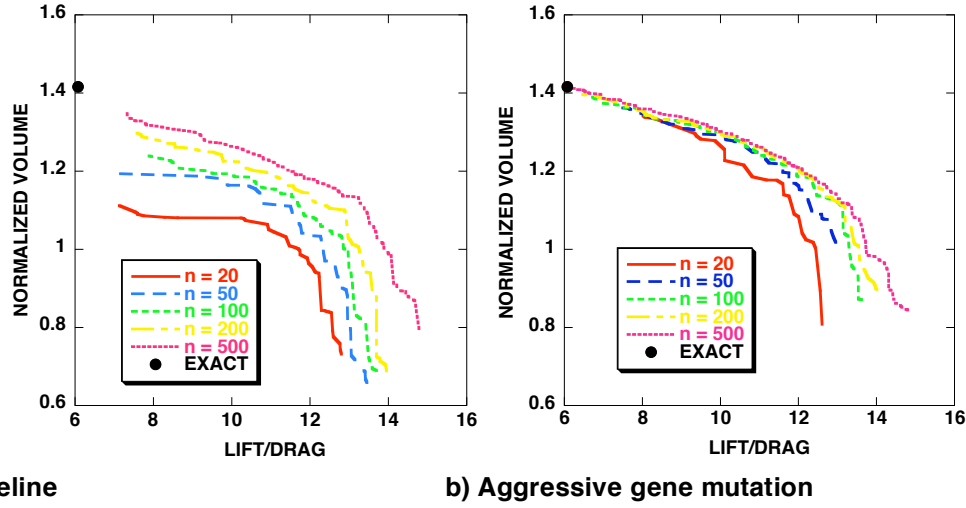 1.6
1.4
1.2
1
0.8
0.6
NORMALIZED VOLUME
n = 20
n = 50
n = 100
n = 200
n = 500
EXACT
6 8 10 12 14 16
LIFT/DRAG
1.6
1.4
1.2
1
0.8
0.6
NORMALIZED VOLUME
n = 20
n = 50
n = 100
n = 200
n = 500
EXACT
6 8 10 12 14 16
LIFT/DRAG
eline
b) Aggressive gene mutation